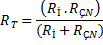 R_T = (R_İ . R_ÇN) / (R_İ + R_ÇN)